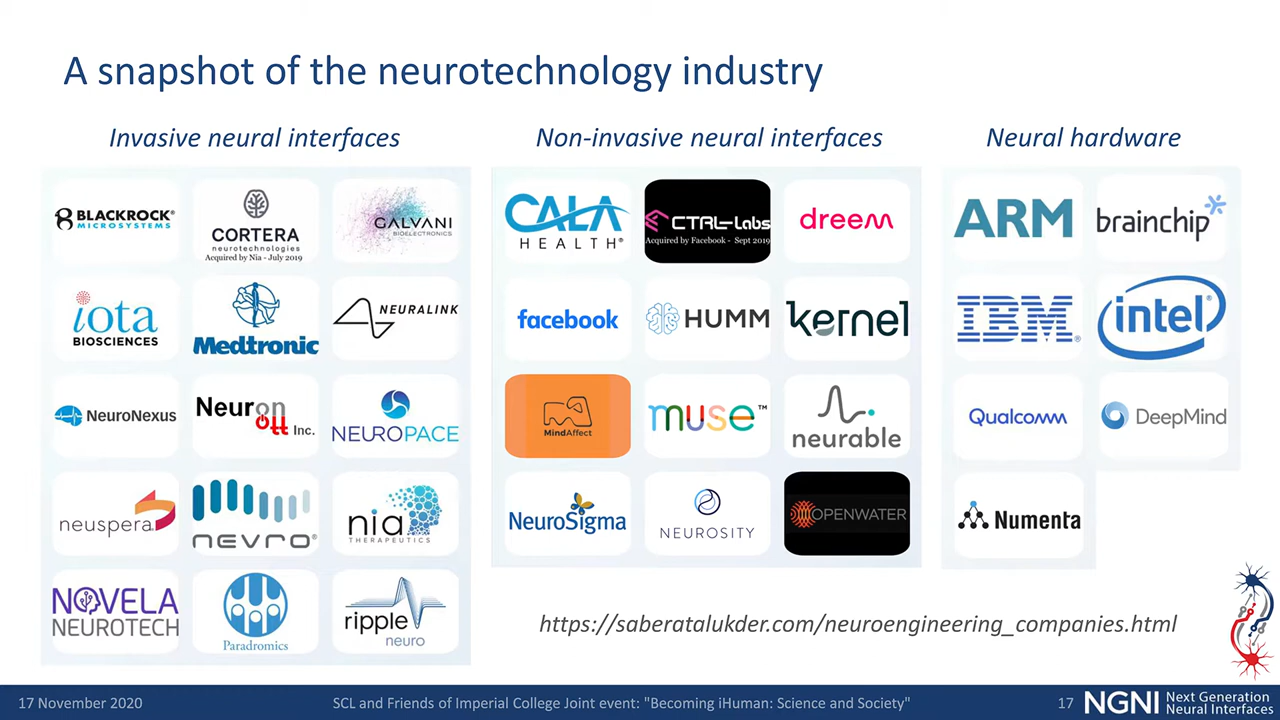 A snapshot of the neurotechnology industry
Invasive neural interfaces
BLACKROCK®
MICROSYSTEMS
CORTERA
neurotechnologies
Acquired by Nia - July 2019
GALVANI
BIOELECTRONICS
iota
BIOSCIENCES
Medtronic
NEURALINK
NeuroNexus
Neuron
off Inc.
NEUROPACE
neuspera
nevro®
nia
THERAPEUTICS
NOVELA
NEUROTECH
Paradromics
ripple
neuro
Non-invasive neural interfaces
CALA
HEALTH®
CTRL-Labs
Acquired by Facebook - Sept 2019
dreem
facebook
HUMM
kernel
MindAffect
muse™
neurable
NeuroSigma
NEUROSITY
OPENWATER
Neural hardware
ARM
brainchip
IBM®
intel®
Qualcomm
DeepMind
Numenta
https://saberatalukder.com/neuroengineering_companies.html
17 November 2020
SCL and Friends of Imperial College Joint event: "Becoming iHuman: Science and Society"
17
NGNI Next Generation
Neural Interfaces